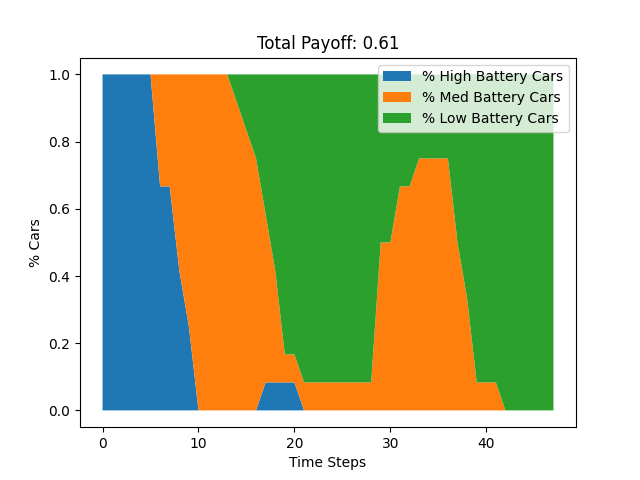 Total Payoff: 0.61
% High Battery Cars
% Med Battery Cars
% Low Battery Cars
1.0
0.8
0.6
0.4
0.2
0.0
% Cars
0 10 20 30 40
Time Steps